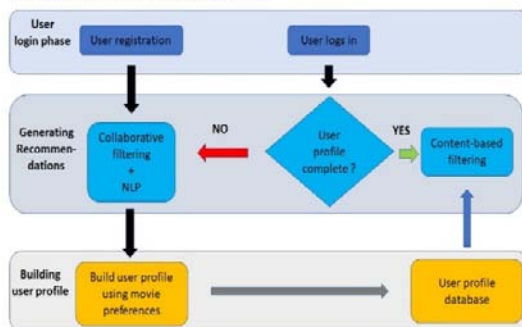 User
login phase
User registration
User logs in
Generating
Recommen-
dations
Collaborative
filtering
+
NLP
NO
User
profile
complete ?
YES
Content-based
filtering
Building
user profile
Build user profile
using movie
preferences
User profile
database